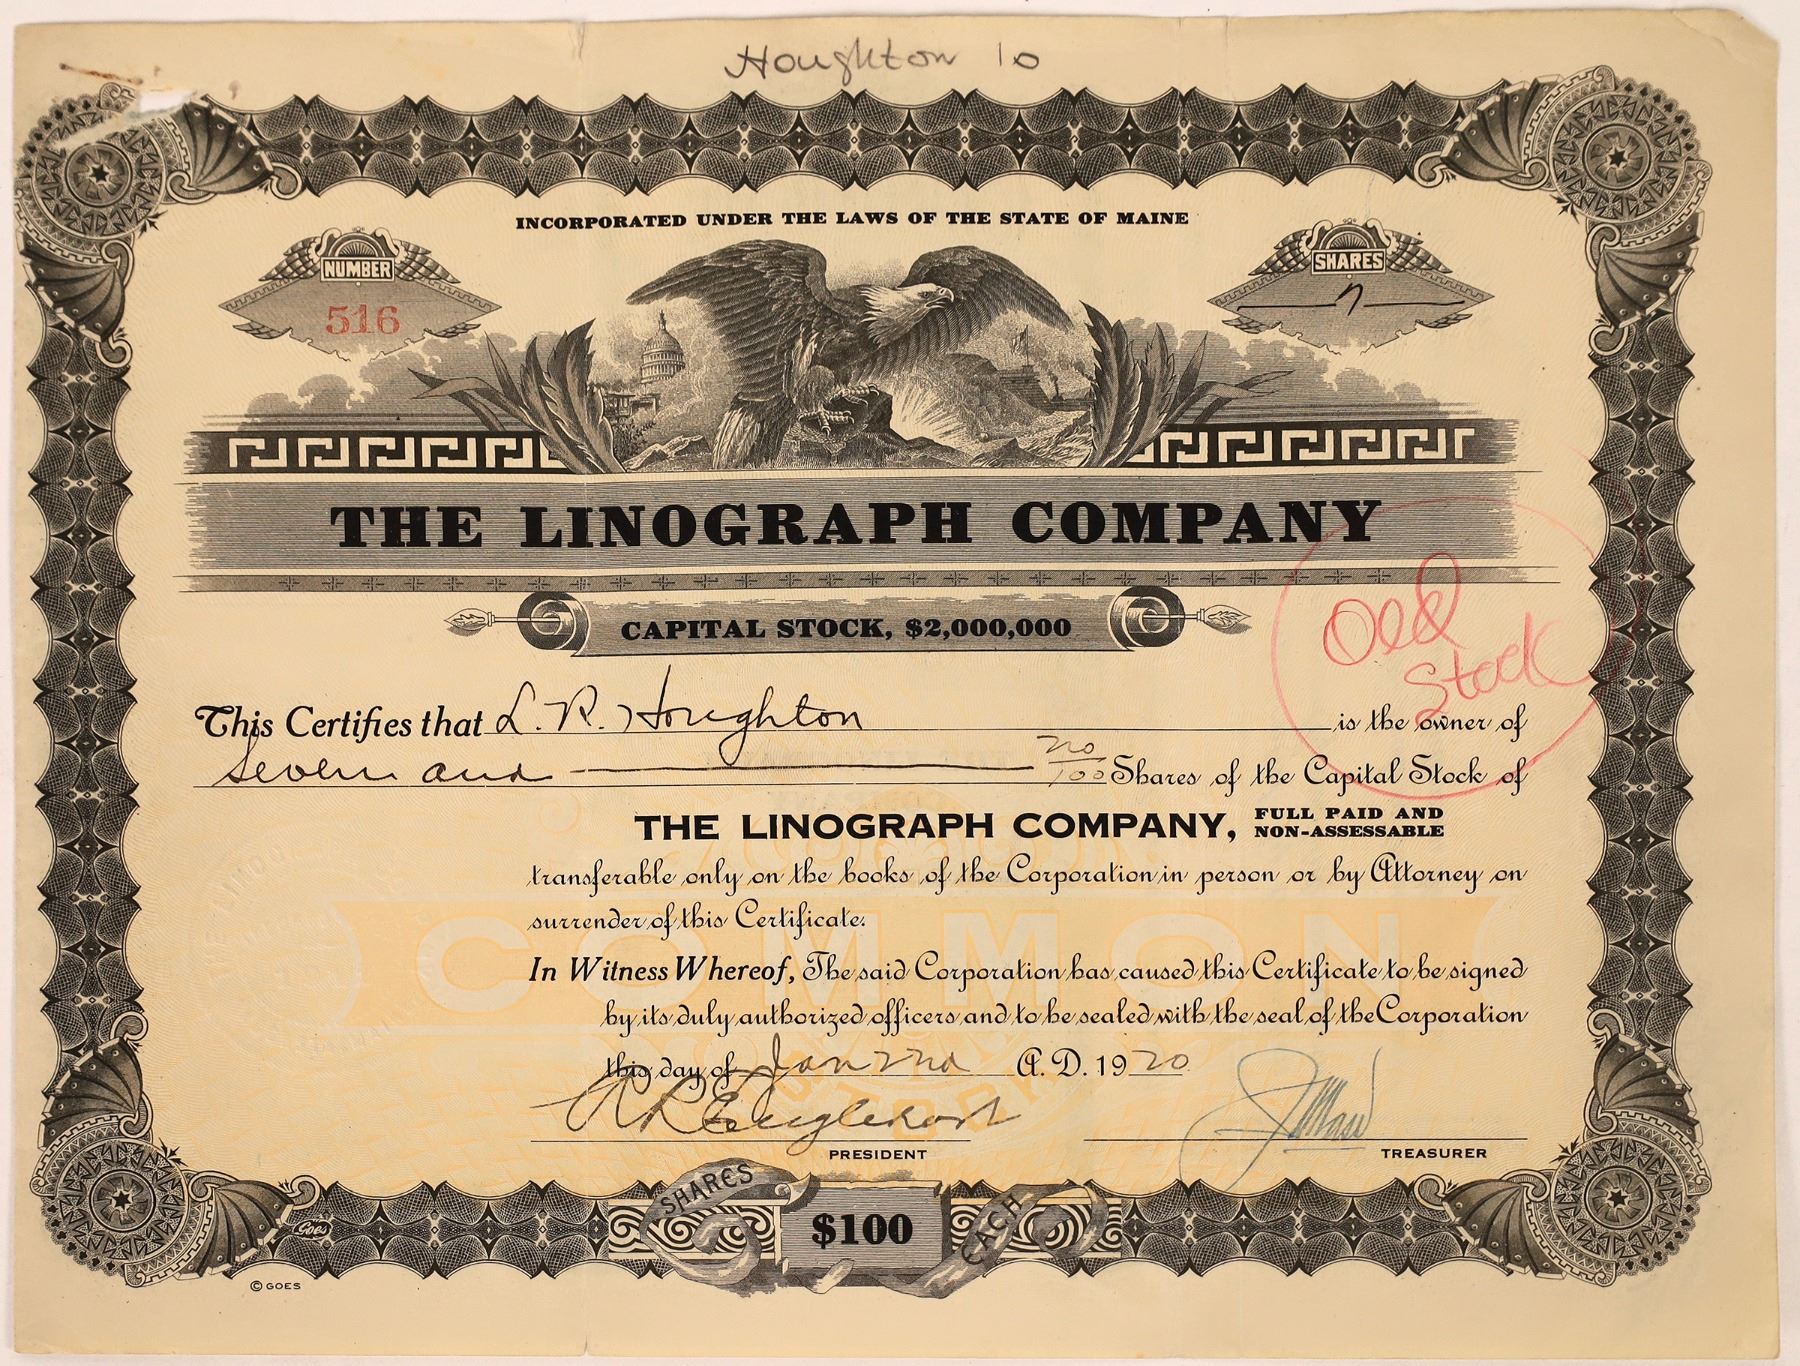 Houghton 10
INCORPORATED UNDER THE LAWS OF THE STATE OF MAINE
NUMBER
516
SHARES
7
THE LINOGRAPH COMPANY
CAPITAL STOCK, $2,000,000
Old
Stock
This Certifies that L. R. Houghton is the owner of
Seven and no/100 Shares of the Capital Stock of
THE LINOGRAPH COMPANY, FULL PAID AND
NON-ASSESSABLE
transferable only on the books of the Corporation in person or by Attorney on
surrender of this Certificate.
COMMON
In Witness Whereof, The said Corporation has caused this Certificate to be signed
by its duly authorized officers and to be sealed with the seal of the Corporation
this day of Jan 22nd A. D. 1920
PRESIDENT
TREASURER
SHARES
$100
EACH
Goes
© GOES